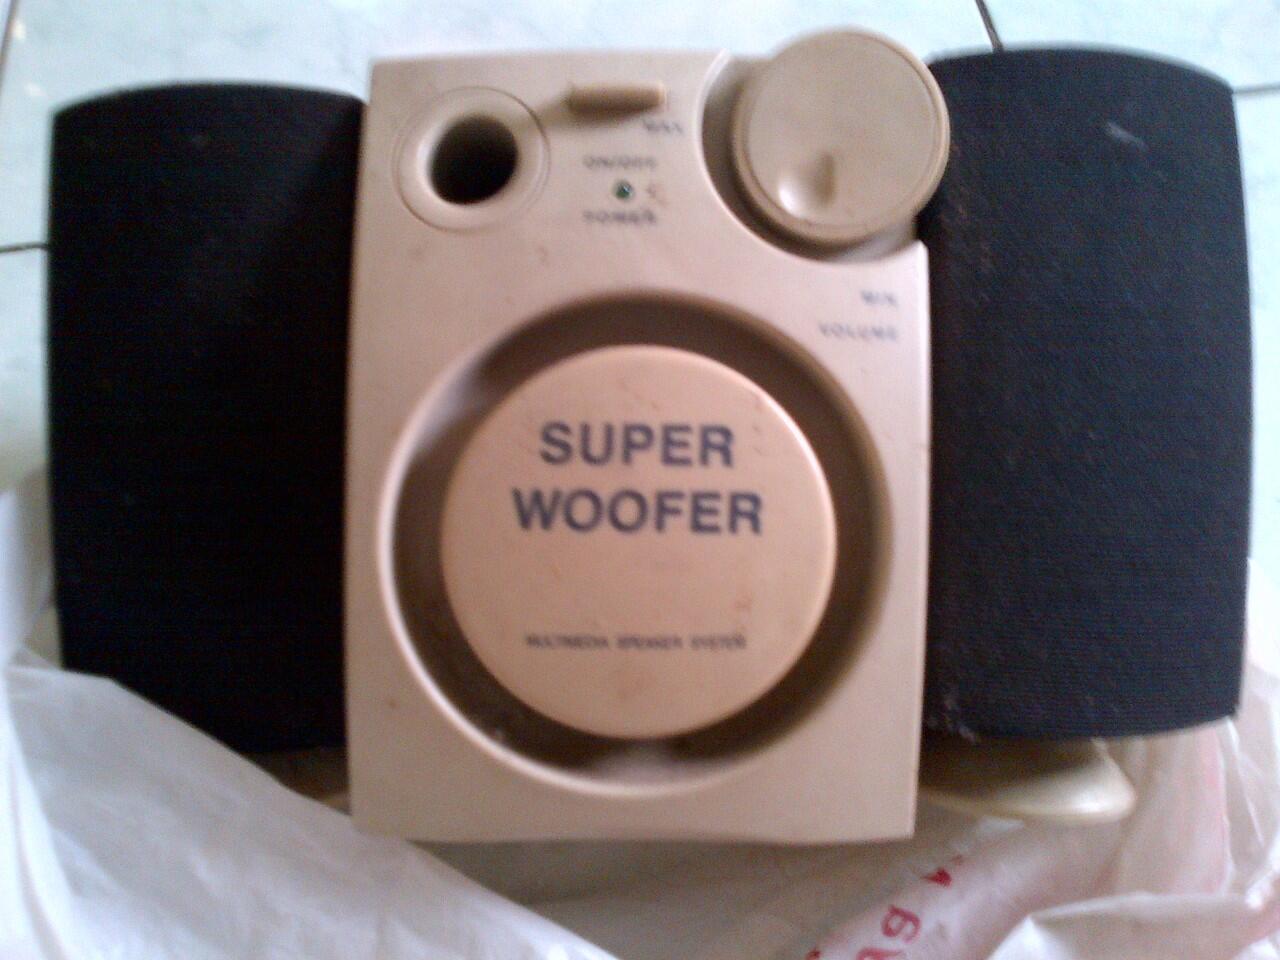 MAX
ON/OFF
POWER
MIN
VOLUME
SUPER
WOOFER
MULTIMEDIA SPEAKER SYSTEM